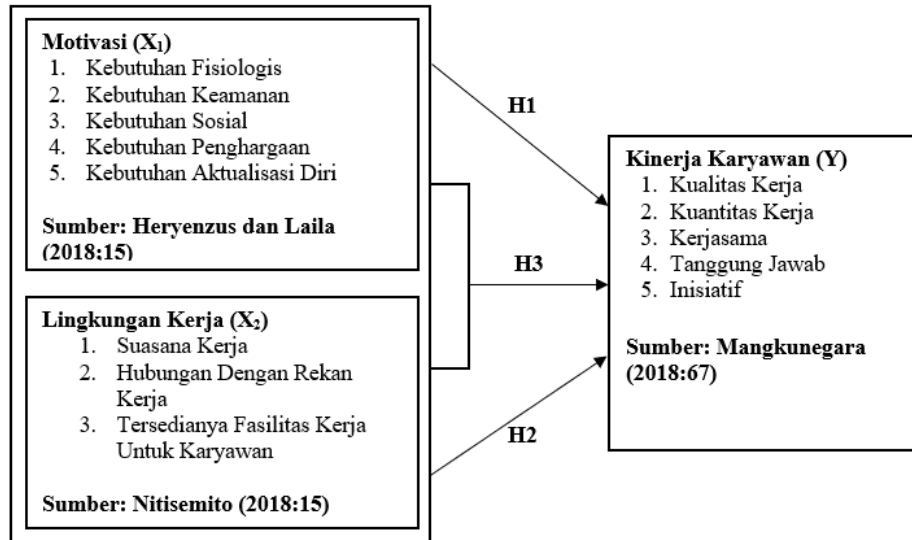 Motivasi (X₁)
1. Kebutuhan Fisiologis
2. Kebutuhan Keamanan
3. Kebutuhan Sosial
4. Kebutuhan Penghargaan
5. Kebutuhan Aktualisasi Diri
Sumber: Heryenzus dan Laila
(2018:15)
Lingkungan Kerja (X₂)
1. Suasana Kerja
2. Hubungan Dengan Rekan
Kerja
3. Tersedianya Fasilitas Kerja
Untuk Karyawan
Sumber: Nitisemito (2018:15)
H1
H3
H2
Kinerja Karyawan (Y)
1. Kualitas Kerja
2. Kuantitas Kerja
3. Kerjasama
4. Tanggung Jawab
5. Inisiatif
Sumber: Mangkunegara
(2018:67)